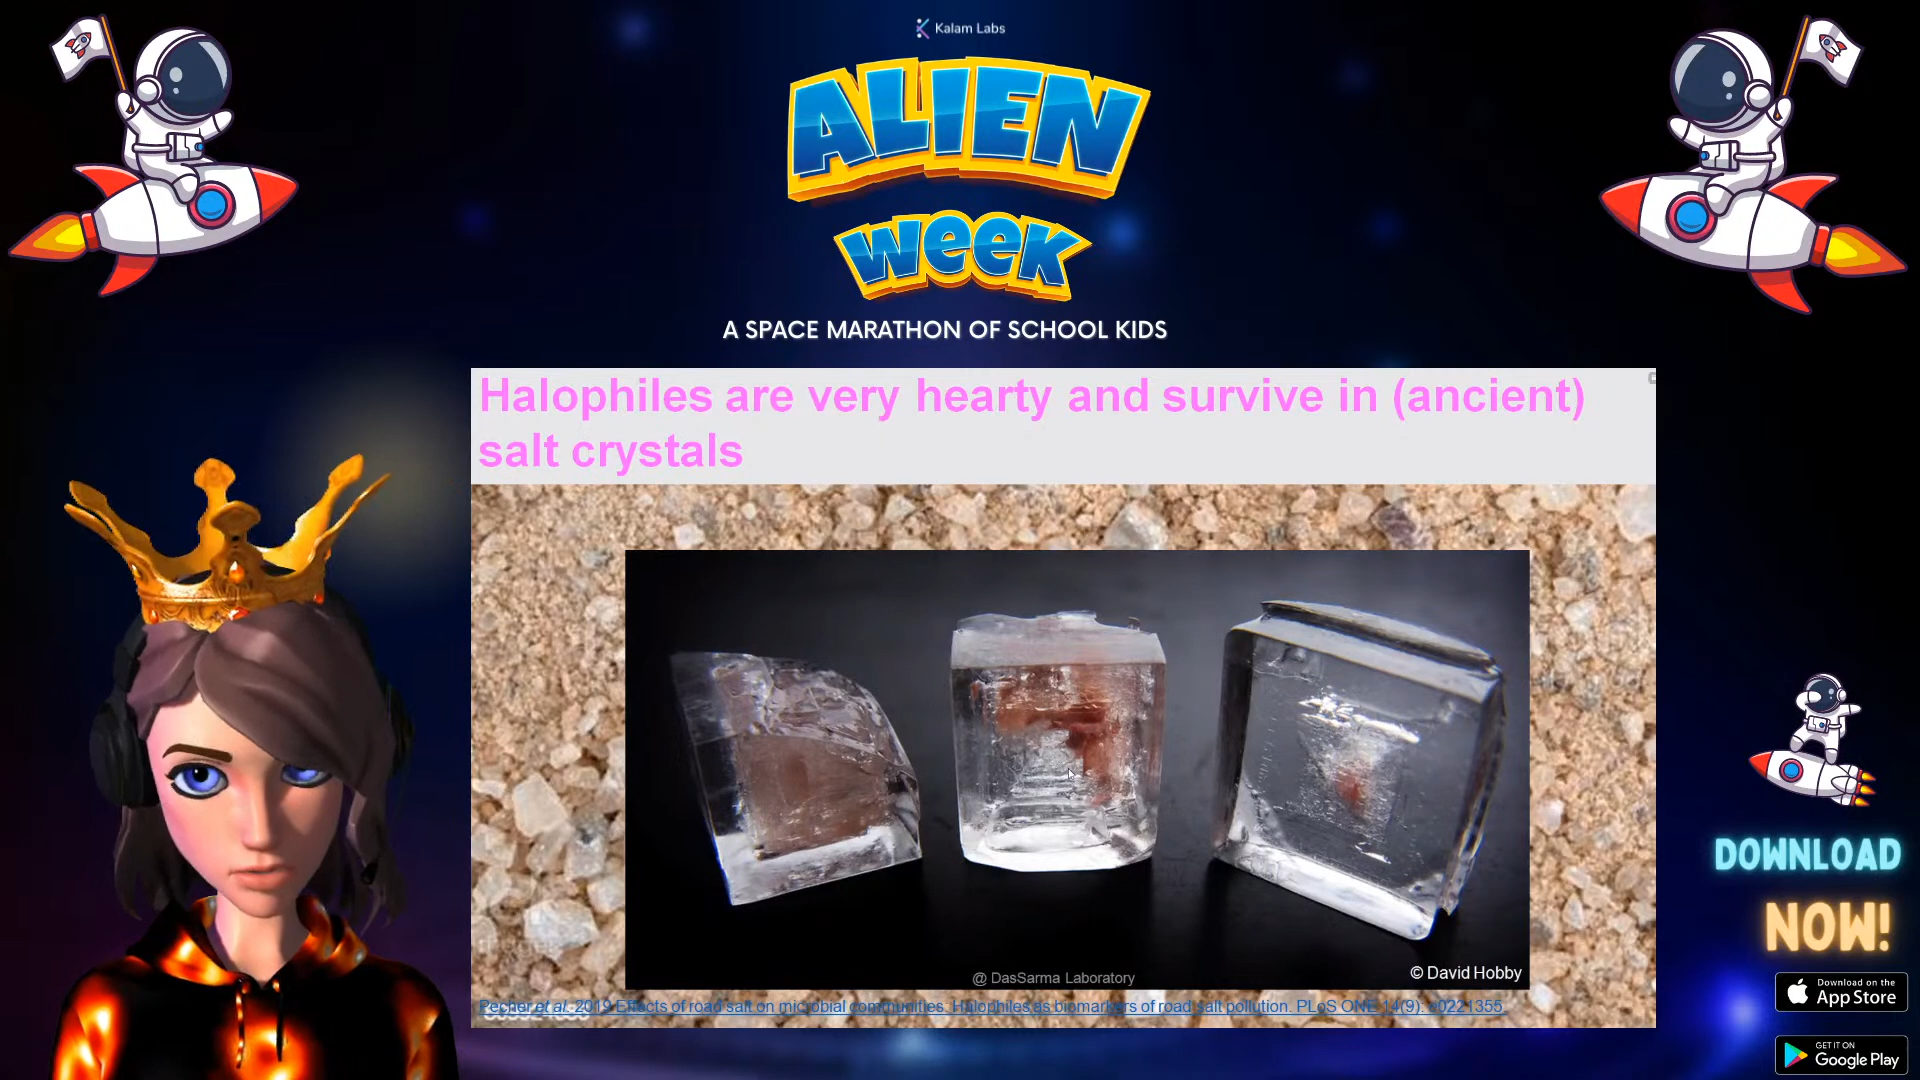 Kalam Labs
ALIEN
WEEK
A SPACE MARATHON OF SCHOOL KIDS
Halophiles are very hearty and survive in (ancient)
salt crystals
@ DasSarma Laboratory
© David Hobby
Pecher et al. 2019 Effects of road salt on microbial communities: Halophiles as biomarkers of road salt pollution. PLoS ONE 14(9): e0221355.
DOWNLOAD
NOW!
Download on the
App Store
GET IT ON
Google Play